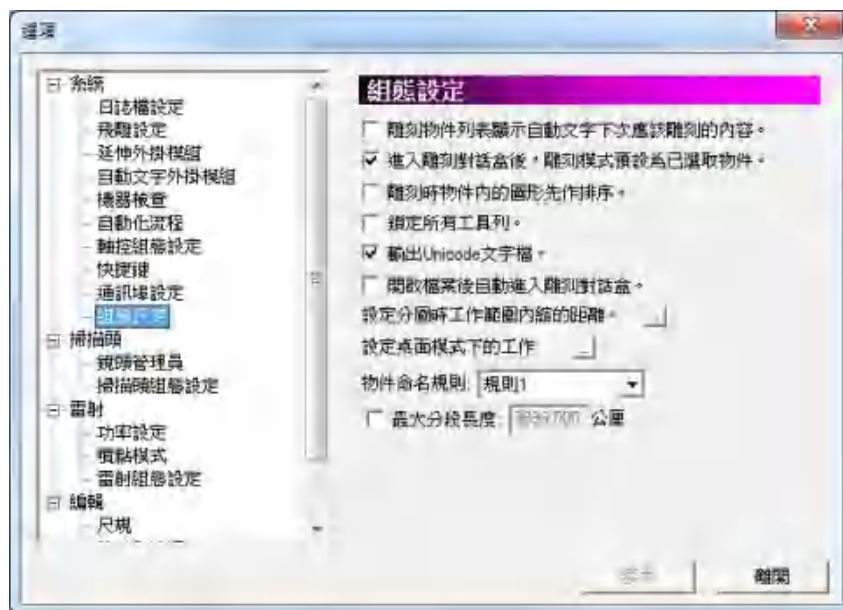 選項
系統
日誌檔設定
飛雕設定
延伸外掛模組
自動文字外掛模組
機器檢查
自動化流程
軸控組態設定
快捷鍵
通訊埠設定
組態設定
掃描頭
鏡頭管理員
掃描頭組態設定
雷射
功率設定
噴點模式
雷射組態設定
編輯
尺規
組態設定
雕刻物件列表顯示自動文字下次應該雕刻的內容。
進入雕刻對話盒後，雕刻模式預設為已選取物件。
雕刻時物件內的圖形先作排序。
鎖定所有工具列。
輸出Unicode文字檔。
開啟檔案後自動進入雕刻對話盒。
設定分圖時工作範圍內縮的距離。 ...
設定桌面模式下的工作 ...
物件命名規則: 規則1
最大分段長度: 公厘
離開